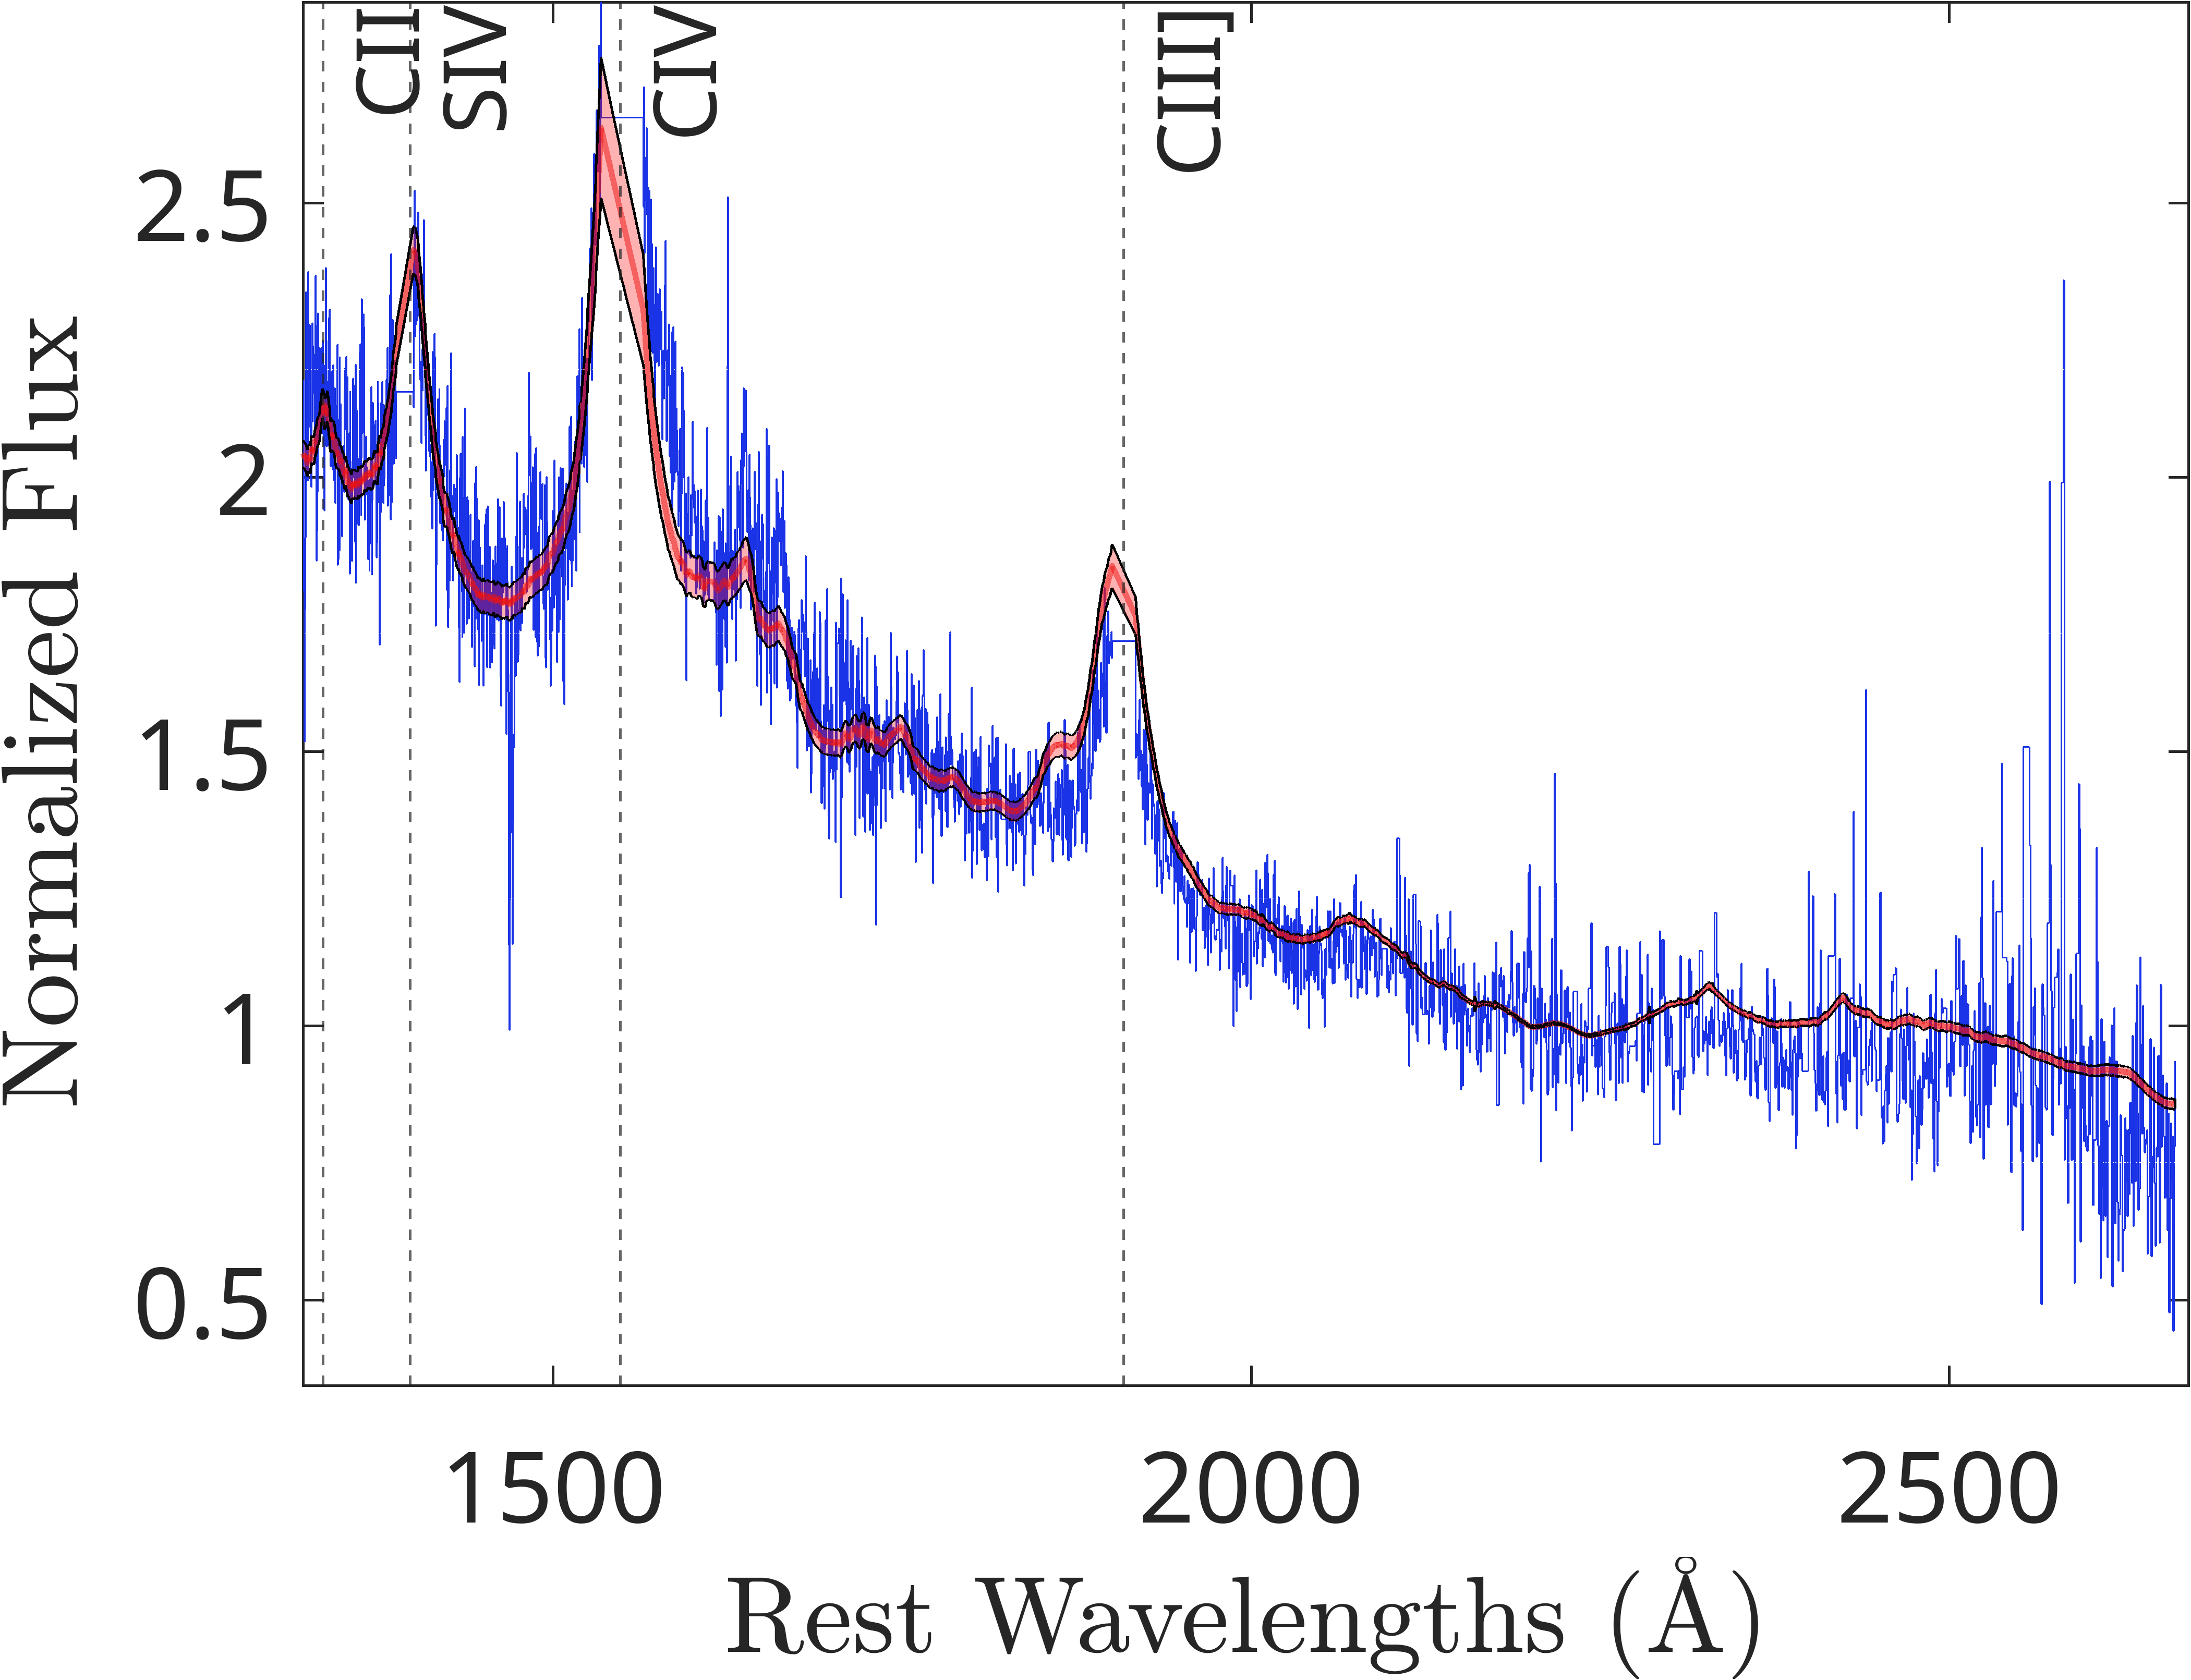 CII
SIV
CIV
CIII]
2.5
2
1.5
1
0.5
Normalized Flux
1500
2000
2500
Rest Wavelengths (Å)